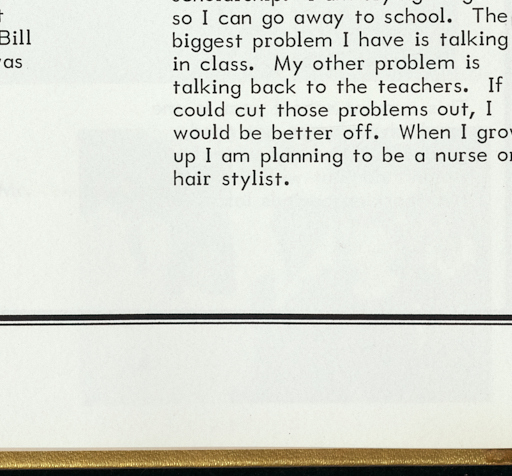 Bill
so I can go away to school. The
biggest problem I have is talking
in class. My other problem is
talking back to the teachers. If
could cut those problems out, I
would be better off. When I grow
up I am planning to be a nurse or
hair stylist.